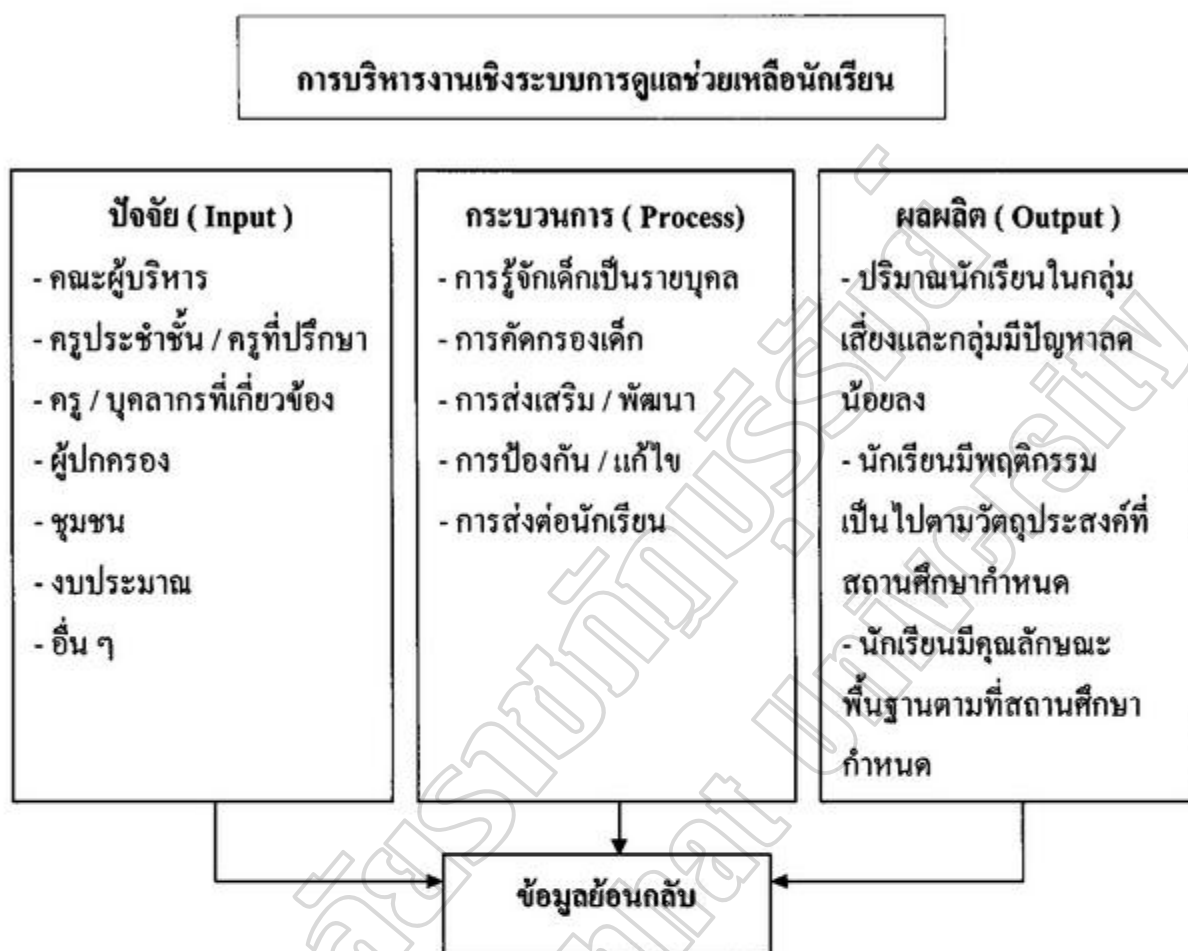 การบริหารงานเชิงระบบการดูแลช่วยเหลือนักเรียน
ปัจจัย ( Input )
- คณะผู้บริหาร
- ครูประจำชั้น / ครูที่ปรึกษา
- ครู / บุคลากรที่เกี่ยวข้อง
- ผู้ปกครอง
- ชุมชน
- งบประมาณ
- อื่น ๆ
กระบวนการ ( Process)
- การรู้จักเด็กเป็นรายบุคล
- การคัดกรองเด็ก
- การส่งเสริม / พัฒนา
- การป้องกัน / แก้ไข
- การส่งต่อนักเรียน
ผลผลิต ( Output )
- ปริมาณนักเรียนในกลุ่ม
เสี่ยงและกลุ่มมีปัญหาลด
น้อยลง
- นักเรียนมีพฤติกรรม
เป็นไปตามวัตถุประสงค์ที่
สถานศึกษากำหนด
- นักเรียนมีคุณลักษณะ
พื้นฐานตามที่สถานศึกษา
กำหนด
ข้อมูลย้อนกลับ
University